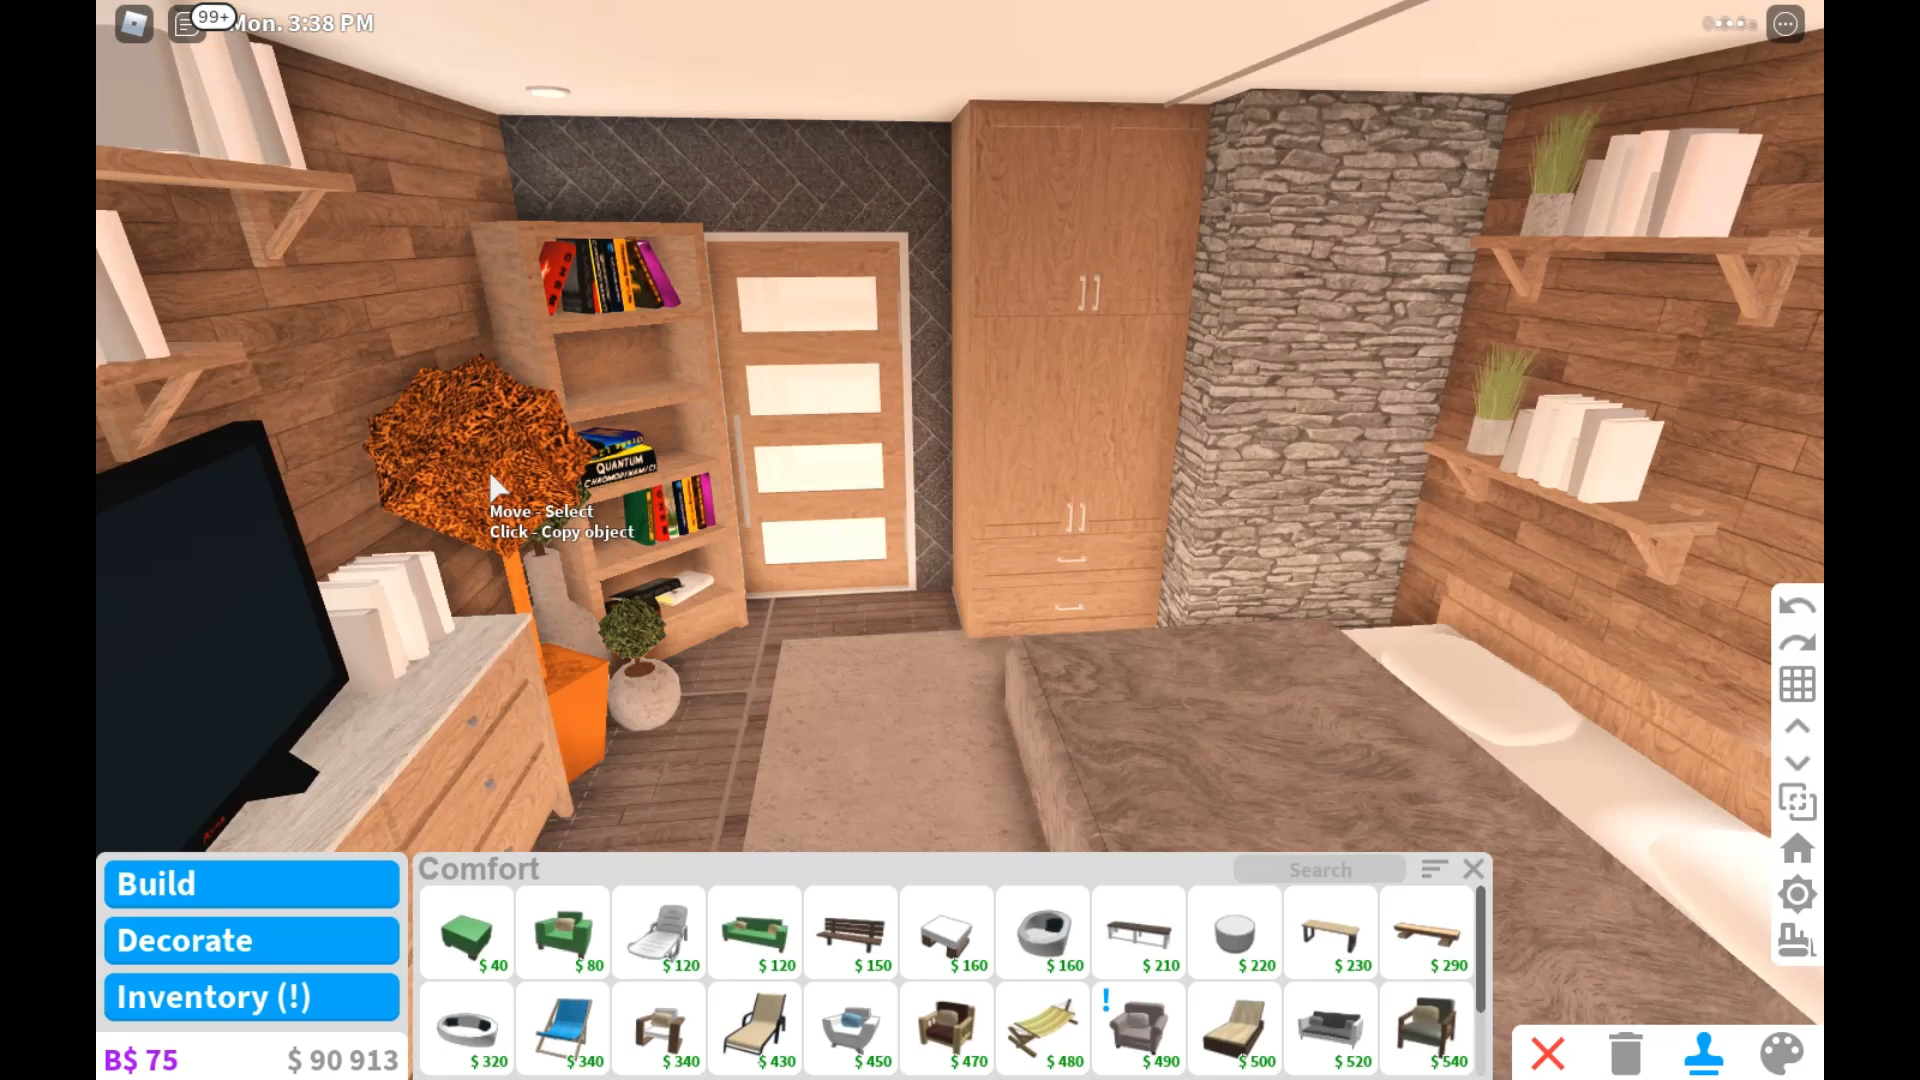 99+
Mon. 3:38 PM
QUANTUM
CHROMODYNAMICS
Move - Select
Click - Copy object
Build
Decorate
Inventory (!)
B$ 75
$ 90 913
Comfort
Search
$ 40
$ 80
$ 120
$ 120
$ 150
$ 160
$ 160
$ 210
$ 220
$ 230
$ 290
$ 320
$ 340
$ 340
$ 430
$ 450
$ 470
$ 480
!
$ 490
$ 500
$ 520
$ 540